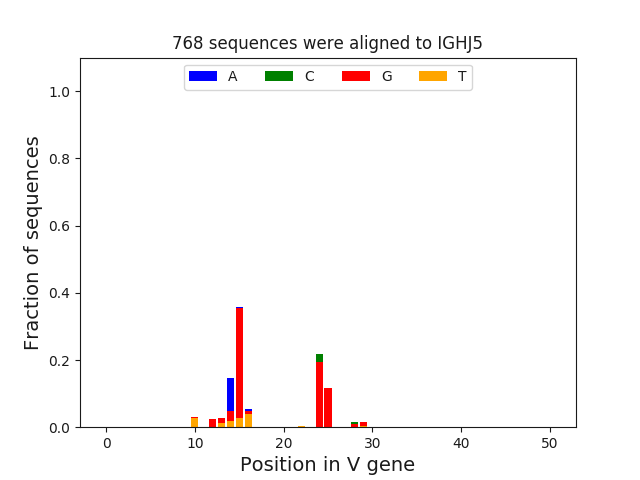 768 sequences were aligned to IGHJ5
A C G T
Fraction of sequences
1.0
0.8
0.6
0.4
0.2
0.0
0 10 20 30 40 50
Position in V gene